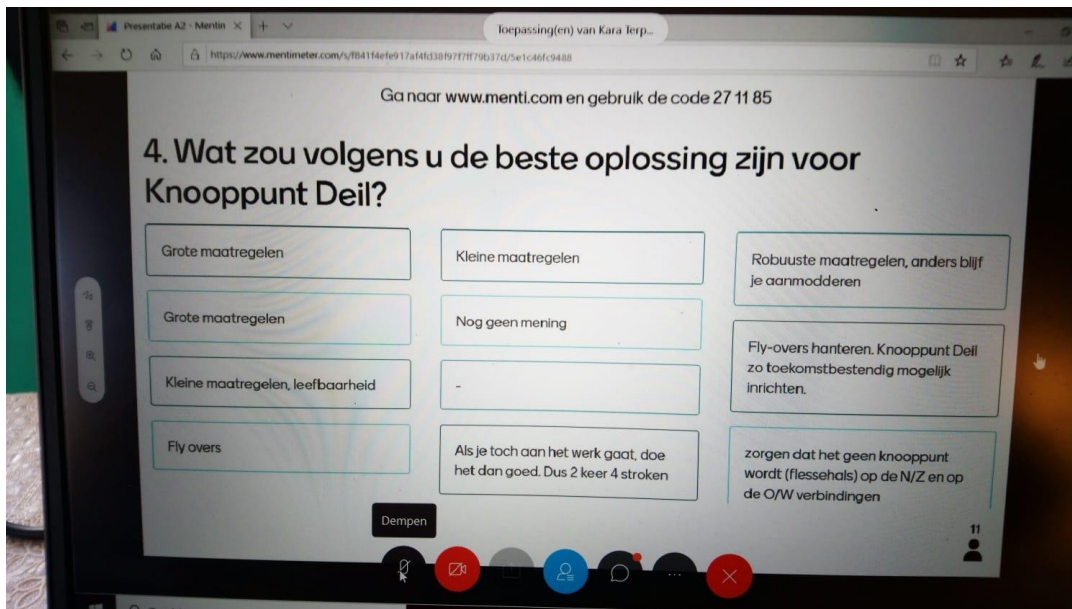 Presentatie A2 - Mentim
Toepassing(en) van Kara Terp...
Ga naar www.menti.com en gebruik de code 27 11 85
4. Wat zou volgens u de beste oplossing zijn voor
Knooppunt Deil?
Grote maatregelen
Grote maatregelen
Kleine maatregelen, leefbaarheid
Fly overs
Kleine maatregelen
Nog geen mening
-
Als je toch aan het werk gaat, doe
het dan goed. Dus 2 keer 4 stroken
Robuuste maatregelen, anders blijf
je aanmodderen
Fly-overs hanteren. Knooppunt Deil
zo toekomstbestendig mogelijk
inrichten.
zorgen dat het geen knooppunt
wordt (flessehals) op de N/Z en op
de O/W verbindingen
11
Dempen